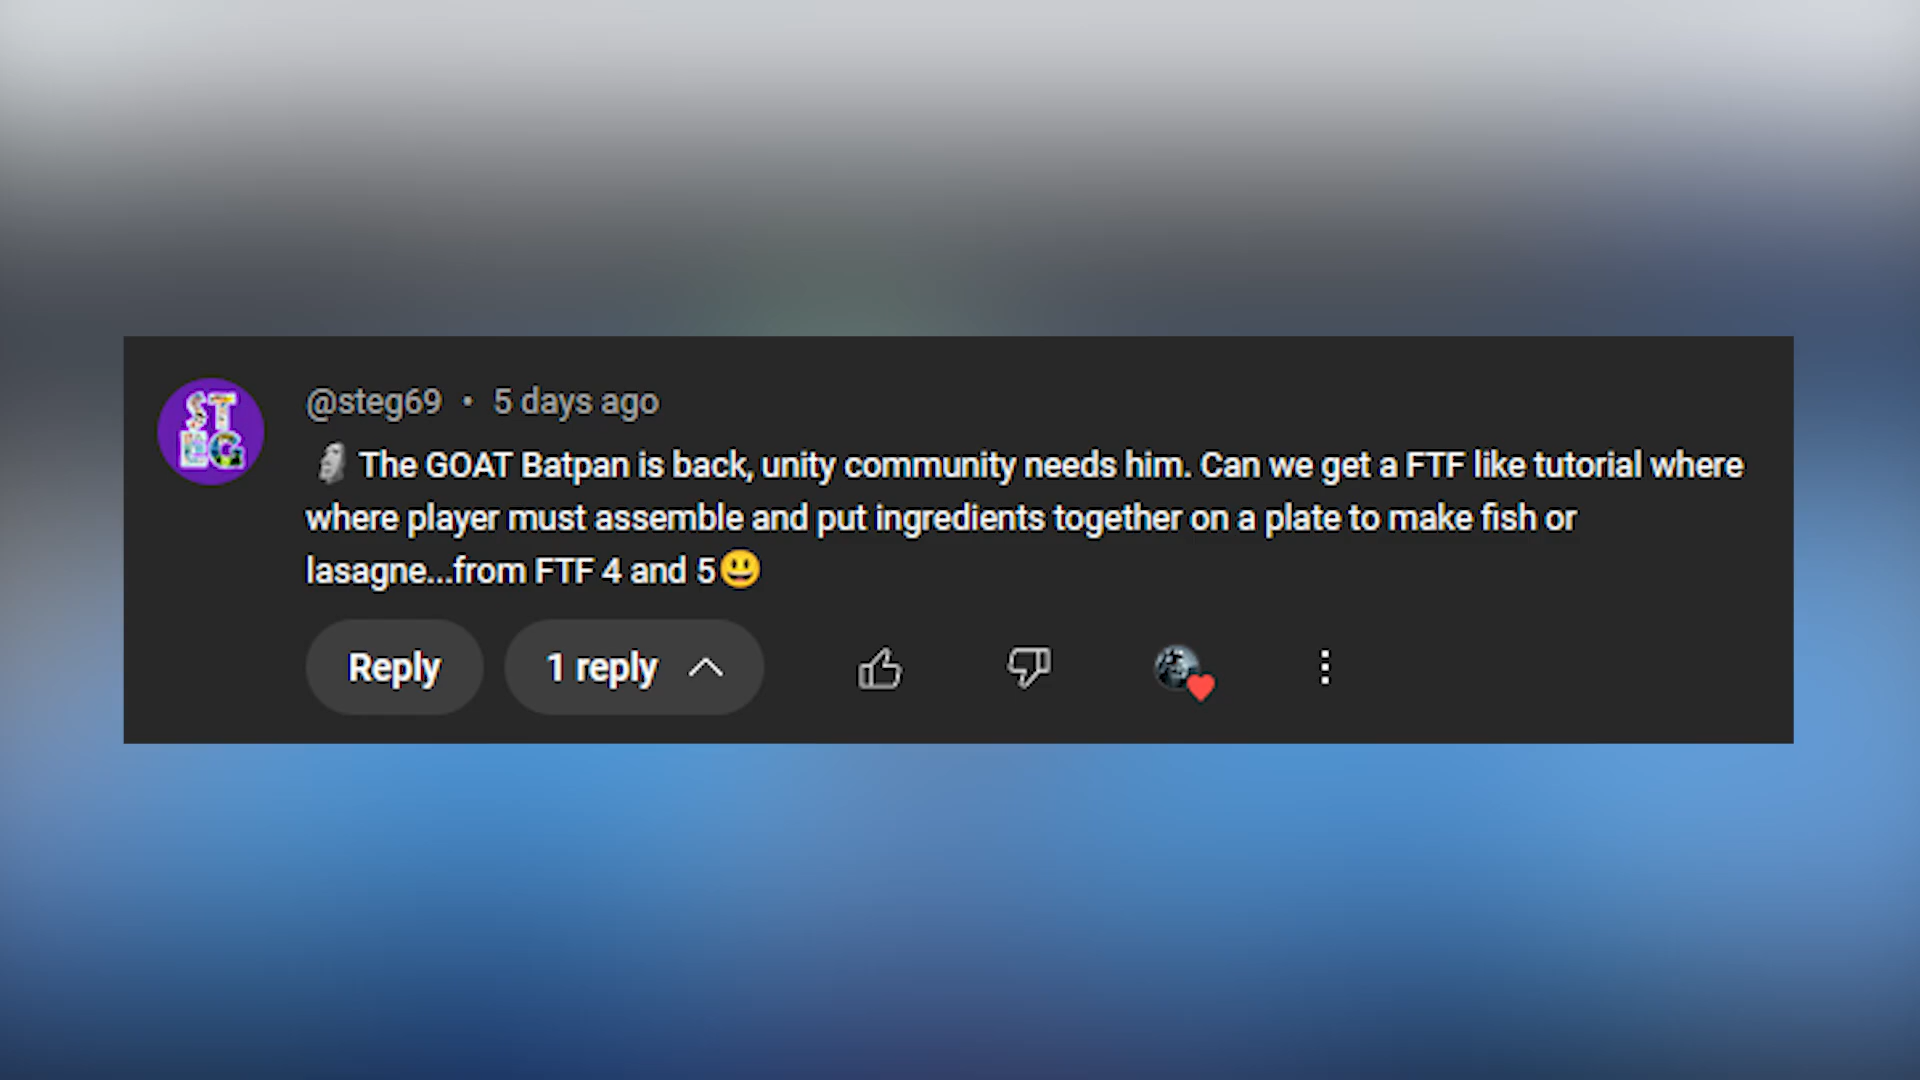 ST
EG
@steg69 • 5 days ago
🗿 The GOAT Batpan is back, unity community needs him. Can we get a FTF like tutorial where
where player must assemble and put ingredients together on a plate to make fish or
lasagne...from FTF 4 and 5😃
Reply 1 reply